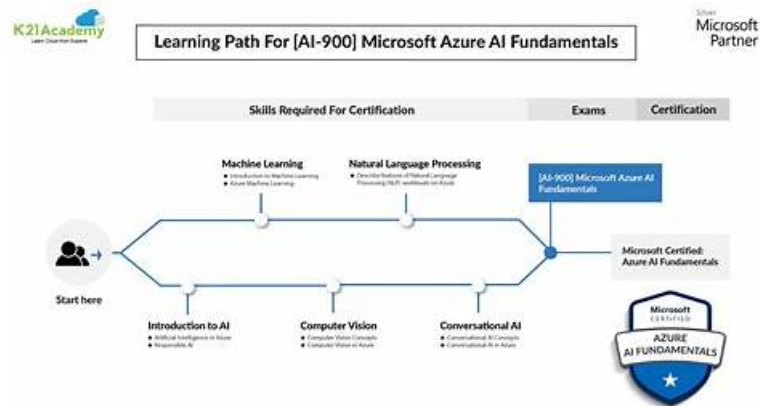 K21Academy
Learn Cloud from Experts
Learning Path For [AI-900] Microsoft Azure AI Fundamentals
Silver
Microsoft
Partner
Skills Required For Certification
Exams
Certification
Machine Learning
Introduction to Machine Learning
Azure Machine Learning
Natural Language Processing
Describe features of Natural Language
Processing (NLP) workloads on Azure
[AI-900] Microsoft Azure AI
Fundamentals
Start here
Microsoft Certified:
Azure AI Fundamentals
Introduction to AI
Artificial Intelligence in Azure
Responsible AI
Computer Vision
Computer Vision Concepts
Computer Vision in Azure
Conversational AI
Conversational AI Concepts
Conversational AI in Azure
Microsoft
CERTIFIED
AZURE
AI FUNDAMENTALS